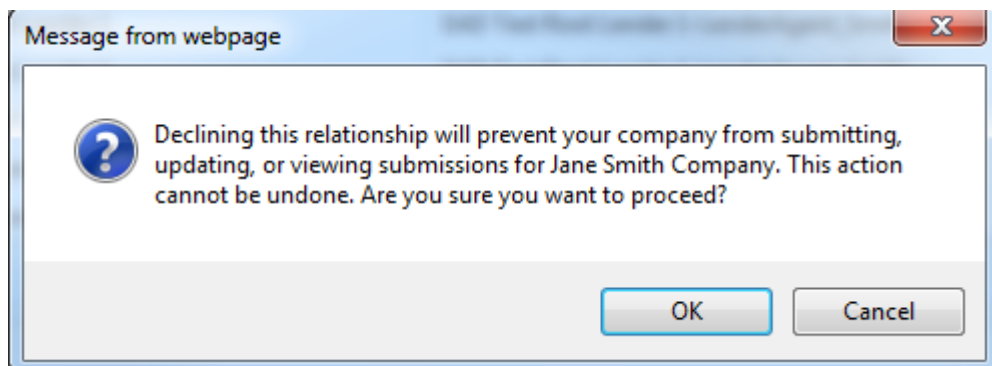 Message from webpage
Declining this relationship will prevent your company from submitting,
updating, or viewing submissions for Jane Smith Company. This action
cannot be undone. Are you sure you want to proceed?
OK
Cancel